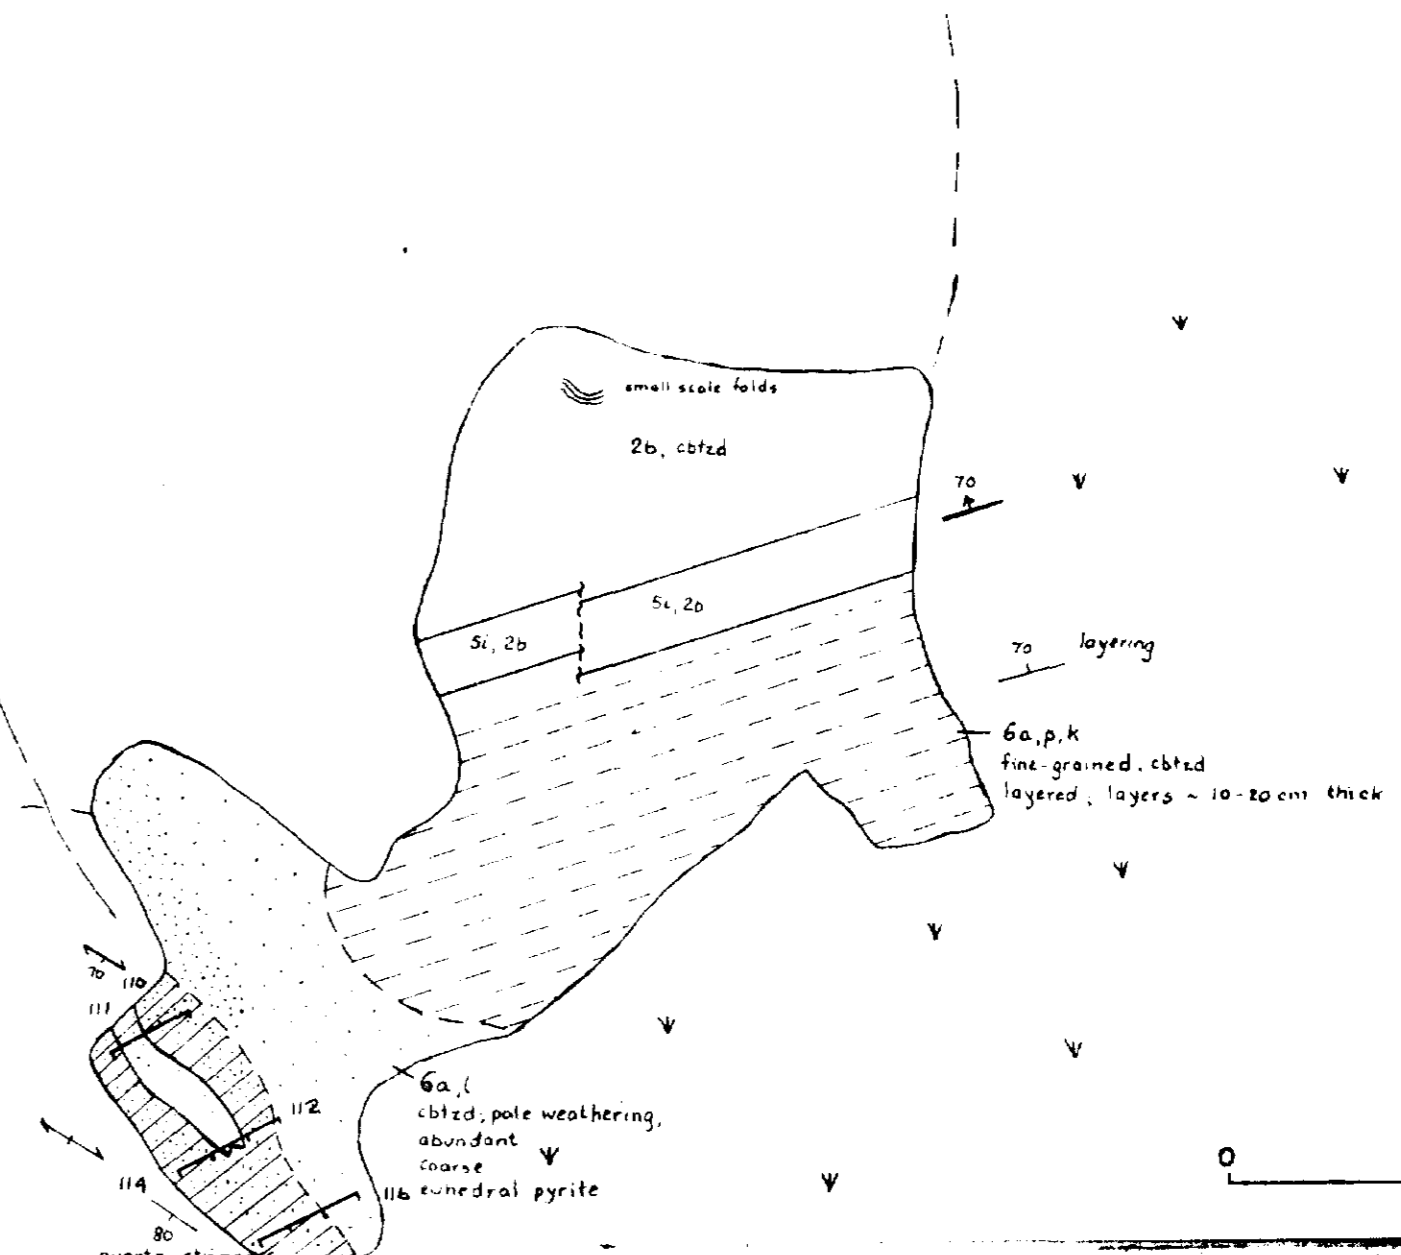 small scale folds
2b, cbtzd
70
5i, 2b
5i, 2b
70 layering
6a, p, k
fine-grained, cbtzd
layered; layers ~ 10-20 cm thick
70
110
111
112
6a, l
cbtzd; pale weathering,
abundant
coarse
euhedral pyrite
114
116
80
0